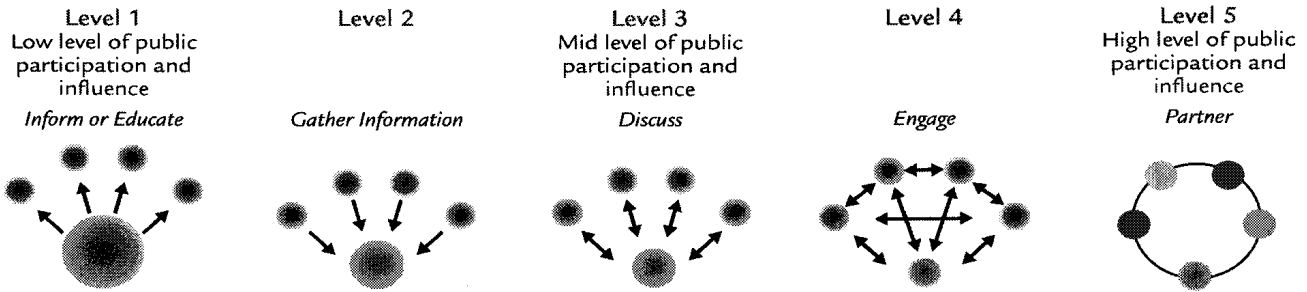 Level 1
Low level of public
participation and
influence
Inform or Educate
Level 2
Gather Information
Level 3
Mid level of public
participation and
influence
Discuss
Level 4
Engage
Level 5
High level of public
participation and
influence
Partner